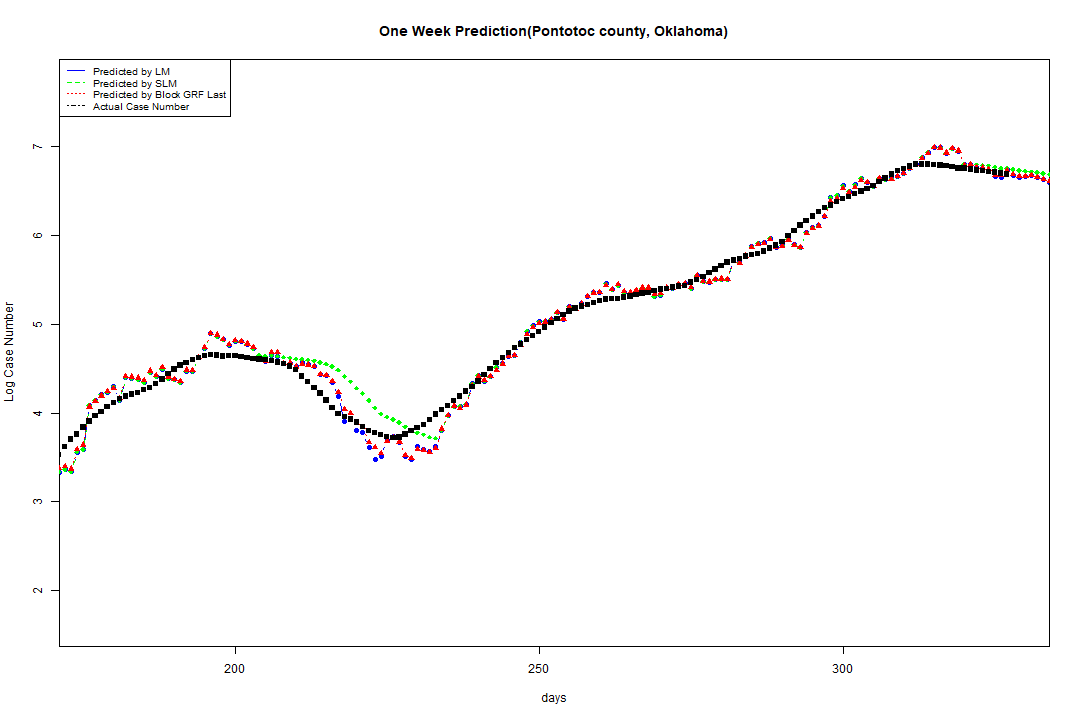 One Week Prediction(Pontotoc county, Oklahoma)
Predicted by LM
Predicted by SLM
Predicted by Block GRF Last
Actual Case Number
7
6
5
4
3
2
Log Case Number
200 250 300
days